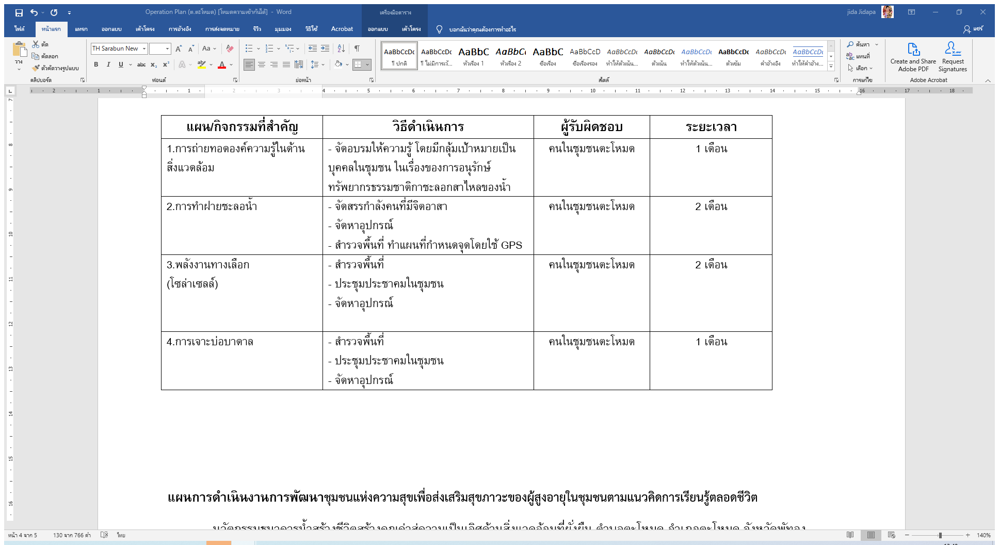 Operation Plan (ต.ตะโหมด) [โหมดความเข้ากันได้] - Word
เครื่องมือตาราง
jida Jidapa
ไฟล์ หน้าแรก แทรก ออกแบบ เค้าโครง การอ้างอิง การส่งจดหมาย รีวิว มุมมอง วิธีใช้ Acrobat ออกแบบ เค้าโครง บอกฉันว่าคุณต้องการทำอะไร แชร์
วาง
ตัด
คัดลอก
ตัวคัดวางรูปแบบ
คลิปบอร์ด
TH Sarabun New
ฟอนต์
ย่อหน้า
AaBbCcDc AaBbCcDc AaBbC AaBbCc AaBbC AaBbCcD AaBbCcDc AaBbCcDc AaBbCcDc AaBbCcDc AaBbCcDc AaBbCcDc
¶ ปกติ ¶ ไม่มีการเว้... หัวเรื่อง 1 หัวเรื่อง 2 ชื่อเรื่อง ชื่อเรื่องรอง ทำให้ตัวเน้น... ตัวเน้น ทำให้ตัวเน้น... ตัวเข้ม คำอ้างอิง ทำให้คำอ้าง...
สไตล์
ค้นหา
แทนที่
เลือก
การแก้ไข
Create and Share Adobe PDF
Request Signatures
Adobe Acrobat
2 1 1 2 3 4 5 6 7 8 9 10 11 12 13 14 15 16 17 18
7 8 9 10 11 12 13 14 15 16
แผน/กิจกรรมที่สำคัญ วิธีดำเนินการ ผู้รับผิดชอบ ระยะเวลา
1.การถ่ายทอดองค์ความรู้ในด้าน - จัดอบรมให้ความรู้ โดยมีกลุ้มเป้าหมายเป็น คนในชุมชนตะโหมด 1 เดือน
สิ่งแวดล้อม บุคคลในชุมชน ในเรื่องของการอนุรักษ์
ทรัพยากรธรรมชาติกาชะลอกสาไหลของน้ำ
2.การทำฝายชะลอน้ำ - จัดสรรกำลังคนที่มีจิตอาสา คนในชุมชนตะโหมด 2 เดือน
- จัดหาอุปกรณ์
- สำรวจพื้นที่ ทำแผนที่กำหนดจุดโดยใช้ GPS
3.พลังงานทางเลือก - สำรวจพื้นที่ คนในชุมชนตะโหมด 2 เดือน
(โซล่าเซลล์) - ประชุมประชาคมในชุมชน
- จัดหาอุปกรณ์
4.การเจาะบ่อบาดาล - สำรวจพื้นที่ คนในชุมชนตะโหมด 1 เดือน
- ประชุมประชาคมในชุมชน
- จัดหาอุปกรณ์
แผนการดำเนินงานการพัฒนาชุมชนแห่งความสุขเพื่อส่งเสริมสุขภาวะของผู้สูงอายุในชุมชนตามแนวคิดการเรียนรู้ตลอดชีวิต
นวัตกรรมธนาคารน้ำสร้างชีวิตสร้างคุณค่าสู่ความเป็นเลิศด้านสิ่งแวดล้อมที่ยั่งยืน ตำบลตะโหมด อำเภอตะโหมด จังหวัดพัทลุง
หน้า 4 จาก 5 130 จาก 766 คำ ไทย 140%